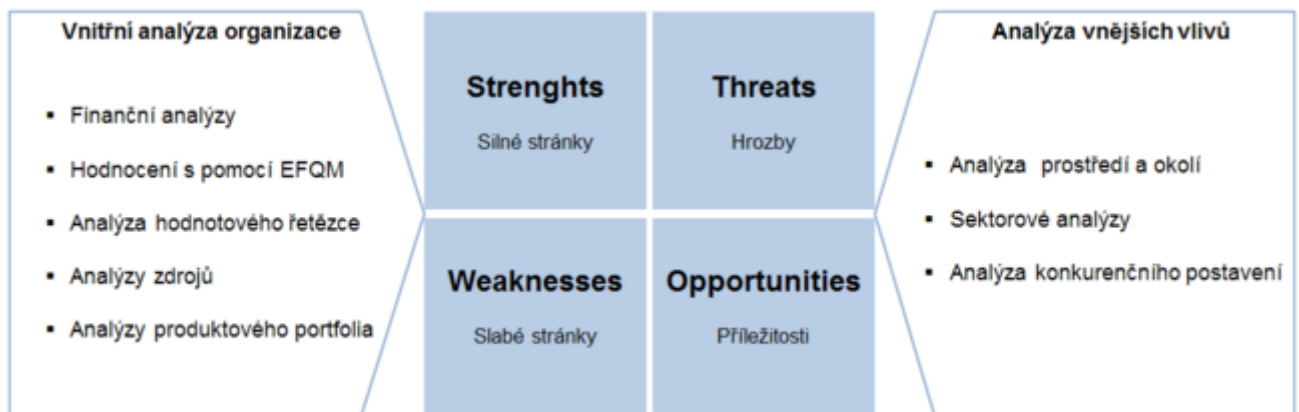 Vnitřní analýza organizace
▪ Finanční analýzy
▪ Hodnocení s pomocí EFQM
▪ Analýza hodnotového řetězce
▪ Analýzy zdrojů
▪ Analýzy produktového portfolia
Strenghts
Silné stránky
Threats
Hrozby
Weaknesses
Slabé stránky
Opportunities
Příležitosti
Analýza vnějších vlivů
▪ Analýza prostředí a okolí
▪ Sektorové analýzy
▪ Analýza konkurenčního postavení